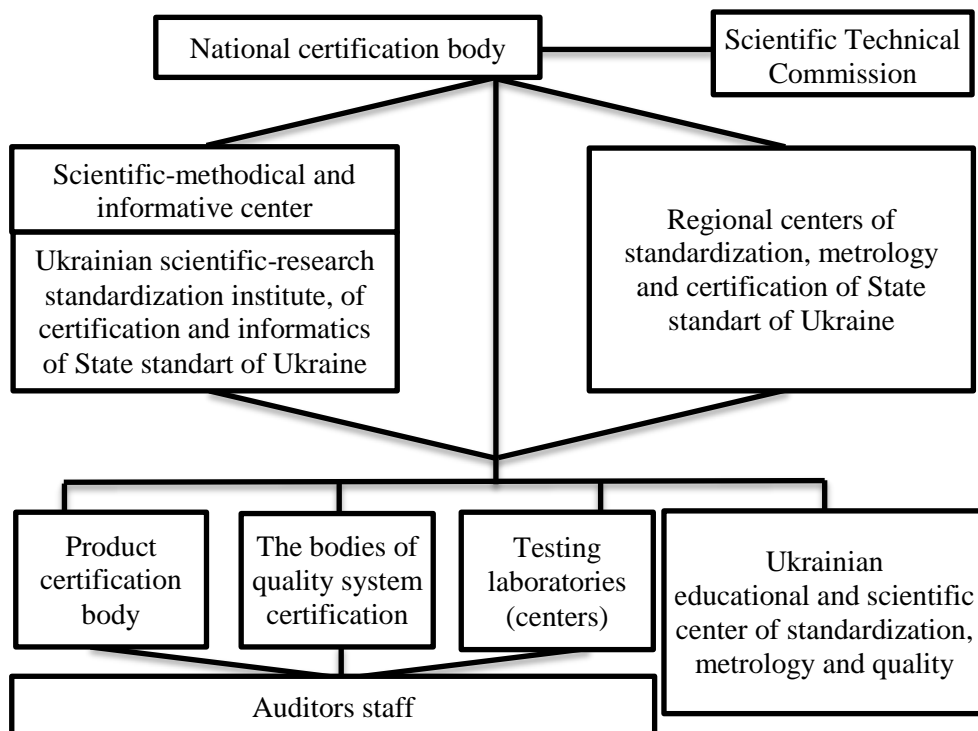 National certification body
Scientific Technical
Commission
Scientific-methodical and
informative center
Ukrainian scientific-research
standardization institute, of
certification and informatics
of State standart of Ukraine
Regional centers of
standardization, metrology
and certification of State
standart of Ukraine
Product
certification
body
The bodies of
quality system
certification
Testing
laboratories
(centers)
Ukrainian
educational and scientific
center of standardization,
metrology and quality
Auditors staff